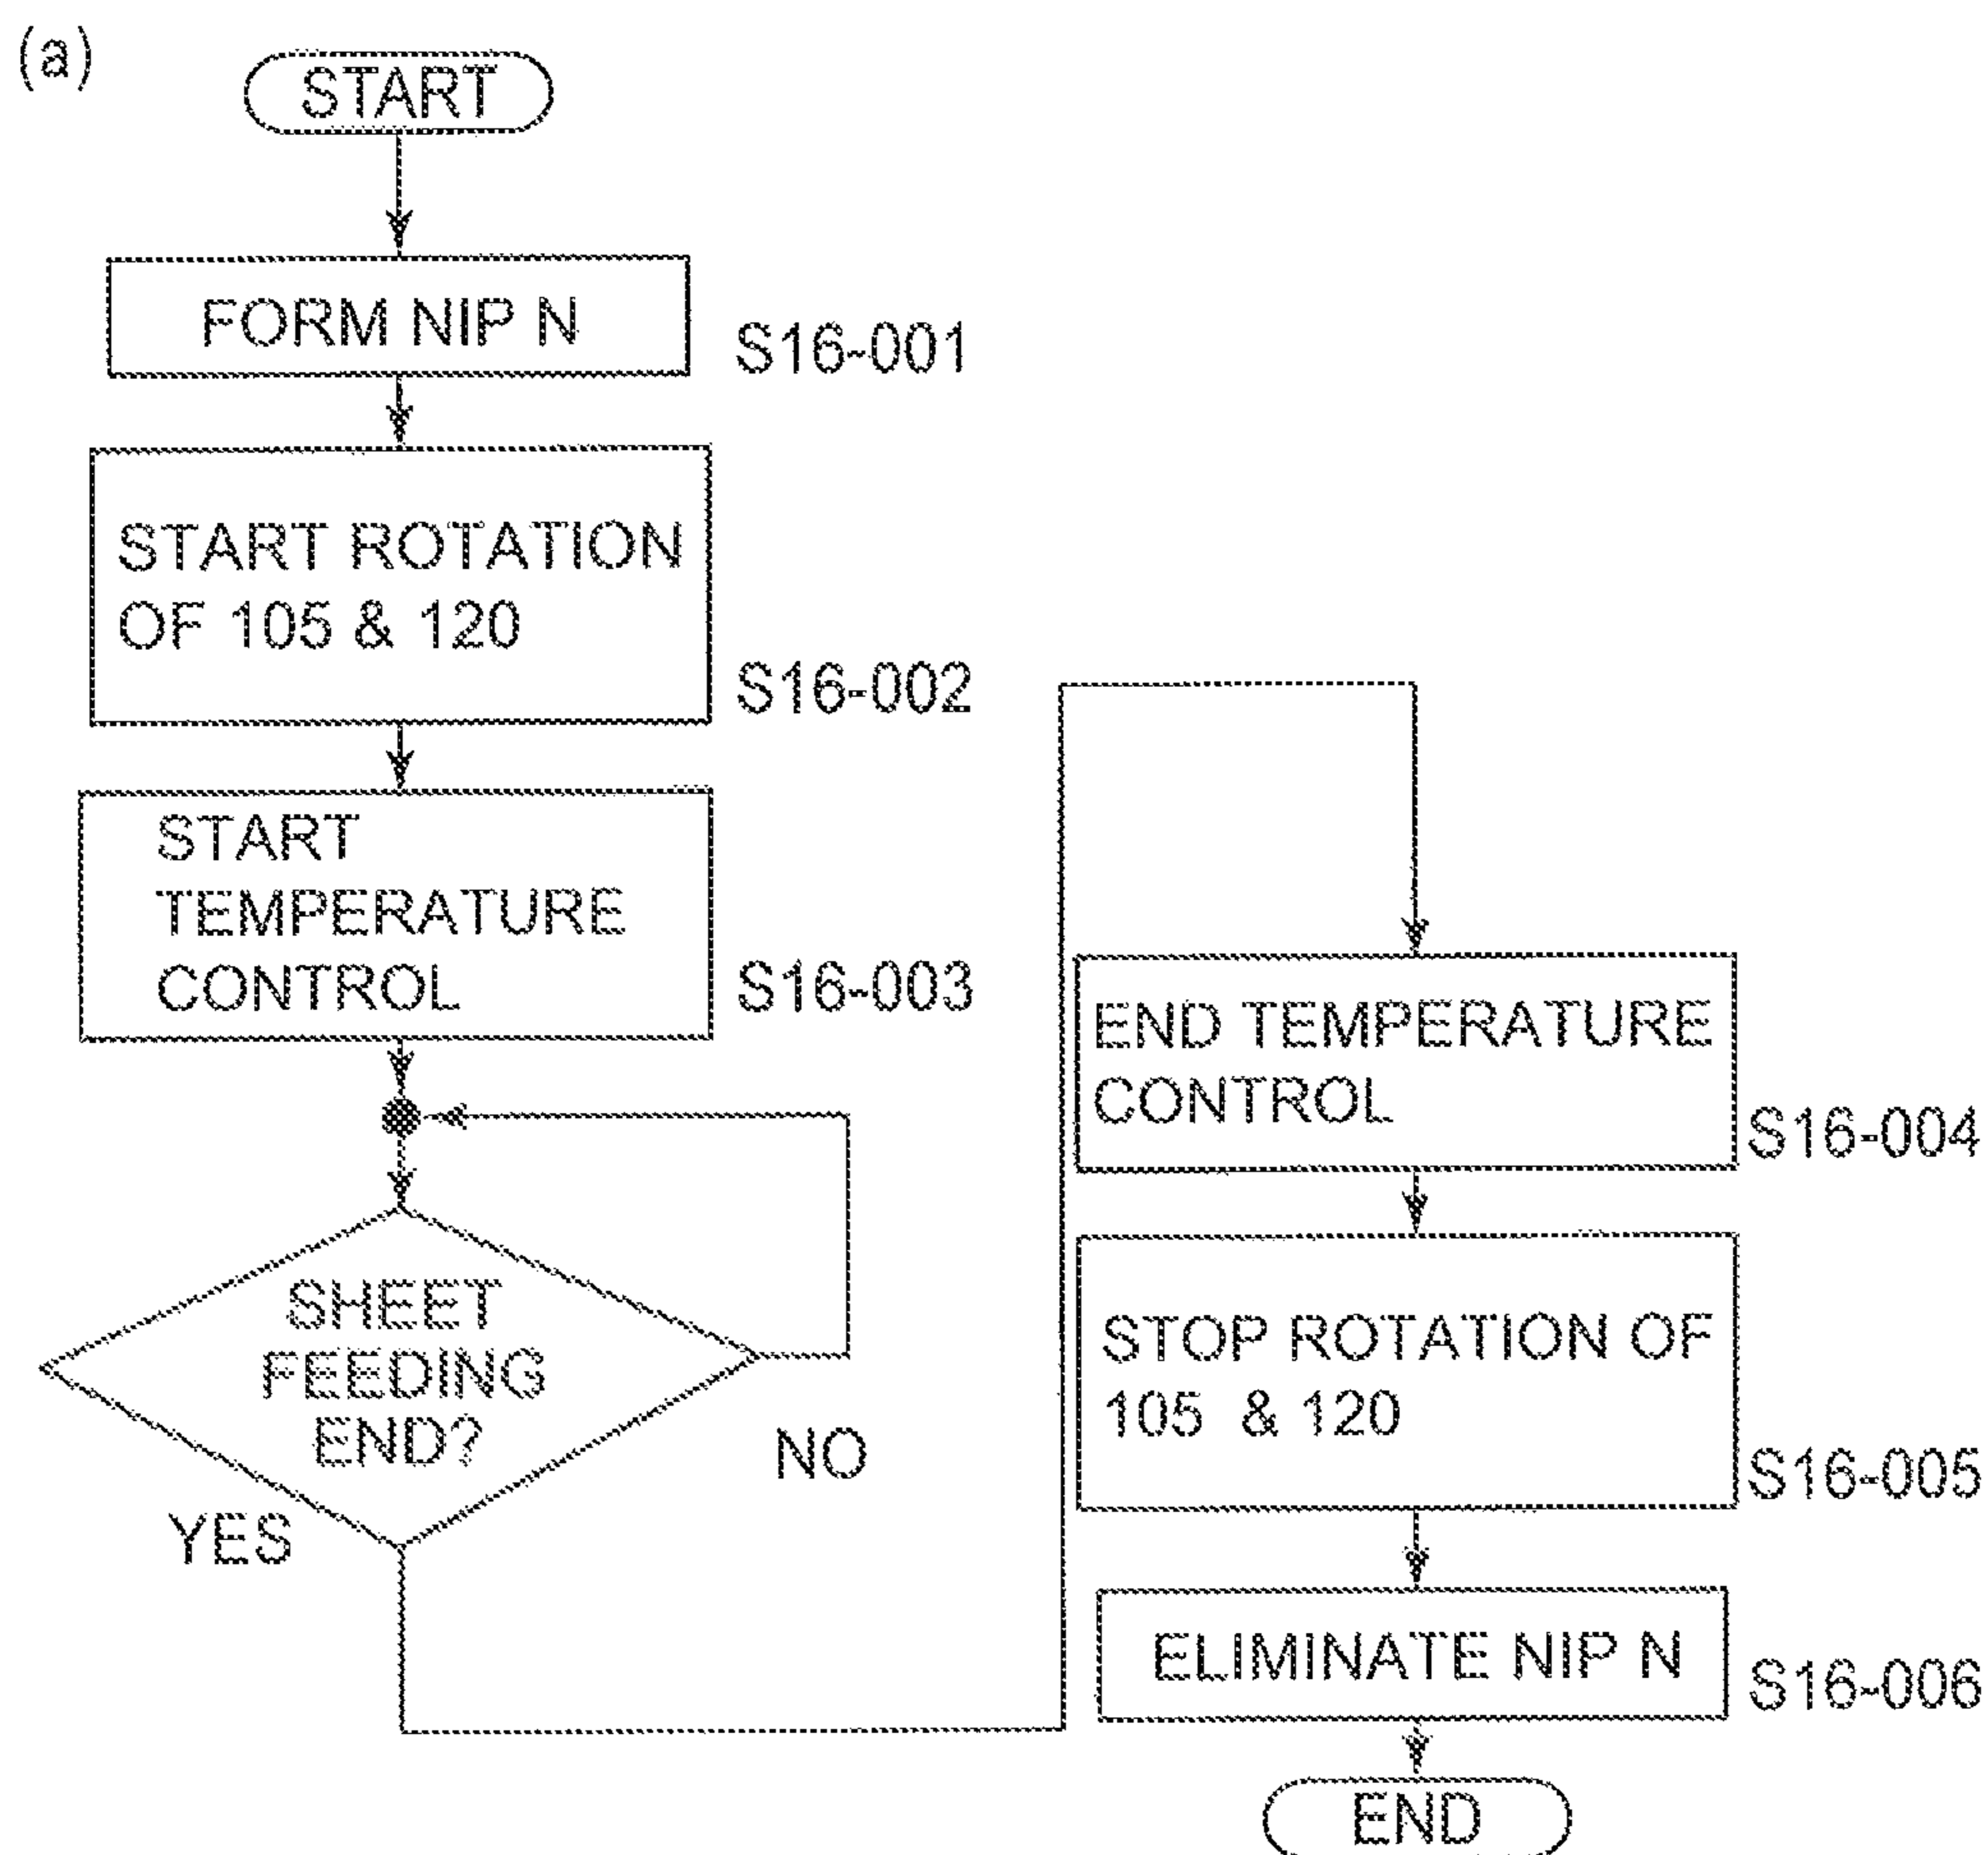 (a)
START
FORM NIP N
S16-001
START ROTATION
OF 105 & 120
S16-002
START
TEMPERATURE
CONTROL
S16-003
SHEET
FEEDING
END?
NO
YES
END TEMPERATURE
CONTROL
S16-004
STOP ROTATION OF
105 & 120
S16-005
ELIMINATE NIP N
S16-006
END